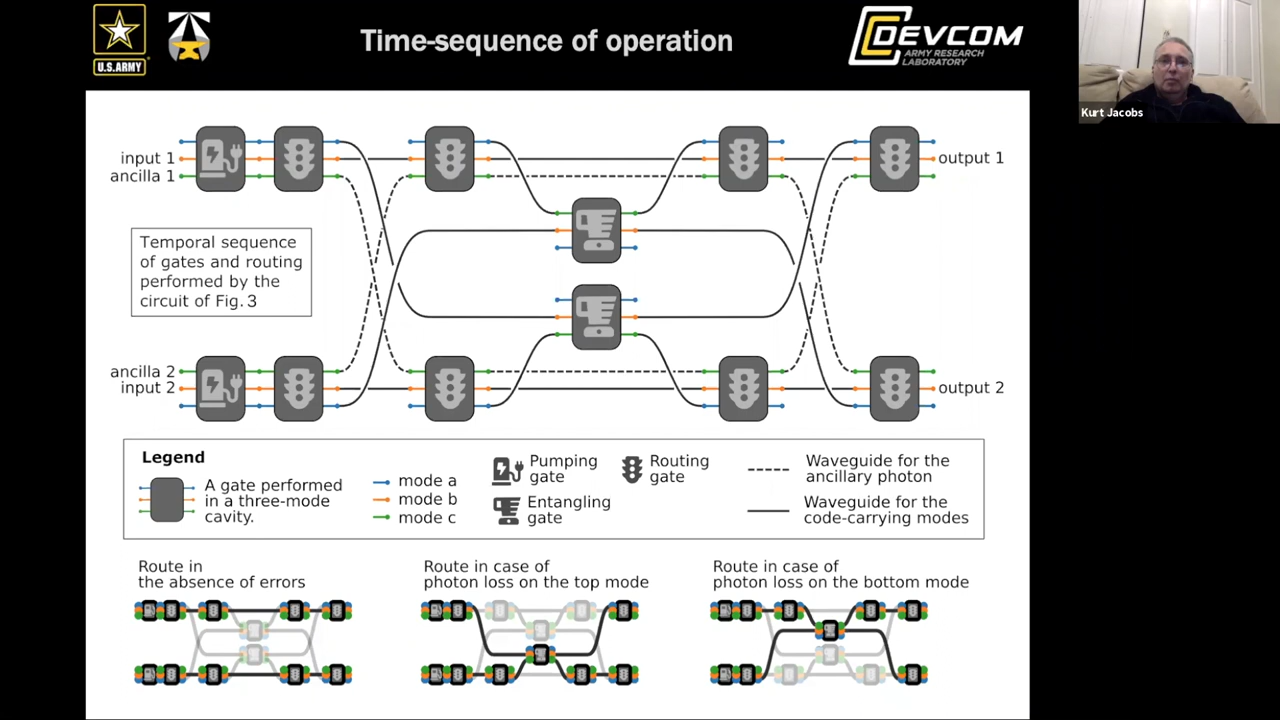 U.S.ARMY
Time-sequence of operation
DEVCOM
ARMY RESEARCH
LABORATORY
Kurt Jacobs
input 1
ancilla 1
output 1
Temporal sequence
of gates and routing
performed by the
circuit of Fig. 3
ancilla 2
input 2
output 2
Legend
A gate performed
in a three-mode
cavity.
mode a
mode b
mode c
Pumping
gate
Entangling
gate
Routing
gate
Waveguide for the
ancillary photon
Waveguide for the
code-carrying modes
Route in
the absence of errors
Route in case of
photon loss on the top mode
Route in case of
photon loss on the bottom mode